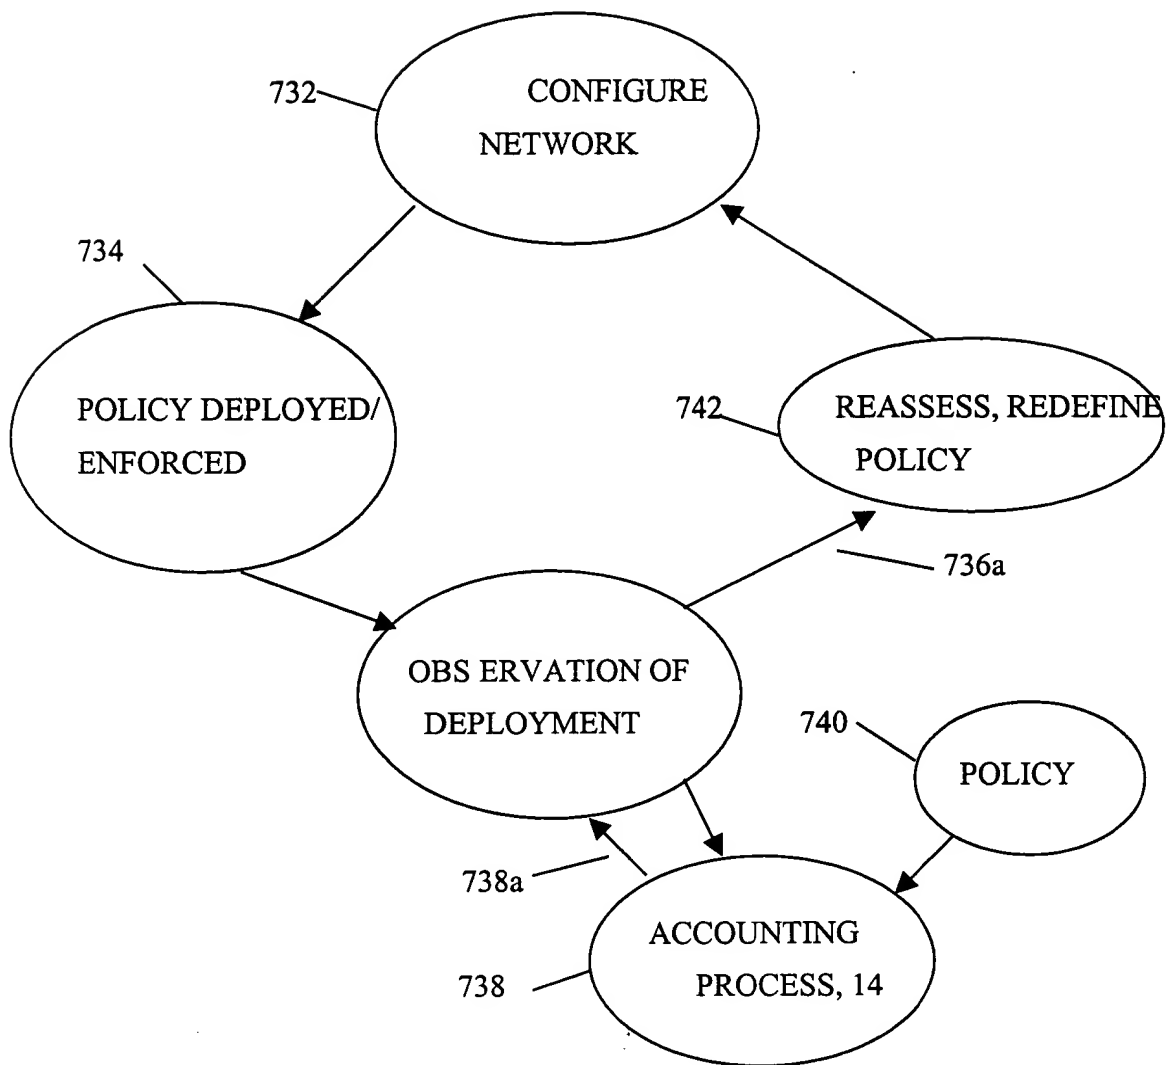 732
CONFIGURE
NETWORK
734
POLICY DEPLOYED/
ENFORCED
742
REASSESS, REDEFINE
POLICY
736a
OBS ERVATION OF
DEPLOYMENT
740
POLICY
738a
ACCOUNTING
PROCESS, 14
738